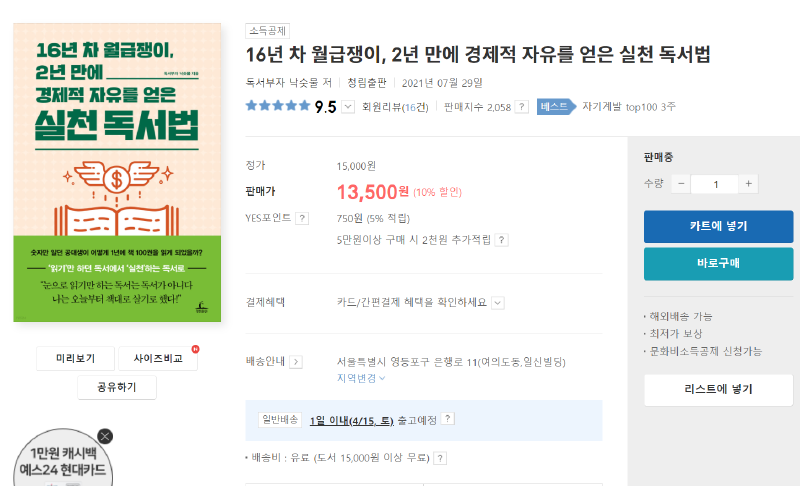 16년 차 월급쟁이,
2년 만에
독서부자 낙숫물 지음
경제적 자유를 얻은
실천 독서법
숫자만 알던 공대생이 어떻게 1년에 책 100권을 읽게 되었을까?
'읽기'만 하던 독서에서 '실천'하는 독서로
"눈으로 읽기만 하는 독서는 독서가 아니다
나는 오늘부터 책대로 살기로 했다!"
미리보기
사이즈비교
공유하기
1만원 캐시백
예스24 현대카드
소득공제
16년 차 월급쟁이, 2년 만에 경제적 자유를 얻은 실천 독서법
독서부자 낙숫물 저 | 청림출판 | 2021년 07월 29일
9.5 회원리뷰(16건) | 판매지수 2,058 ? 베스트 자기계발 top100 3주
정가 15,000원
판매가 13,500원 (10% 할인)
YES포인트 ? 750원 (5% 적립)
5만원이상 구매 시 2천원 추가적립 ?
결제혜택 카드/간편결제 혜택을 확인하세요
배송안내 서울특별시 영등포구 은행로 11(여의도동,일신빌딩)
지역변경
일반배송 1일 이내(4/15, 토) 출고예정 ?
• 배송비 : 유료 (도서 15,000원 이상 무료) ?
판매중
수량 − 1 +
카트에 넣기
바로구매
• 해외배송 가능
• 최저가 보상
• 문화비소득공제 신청가능
리스트에 넣기